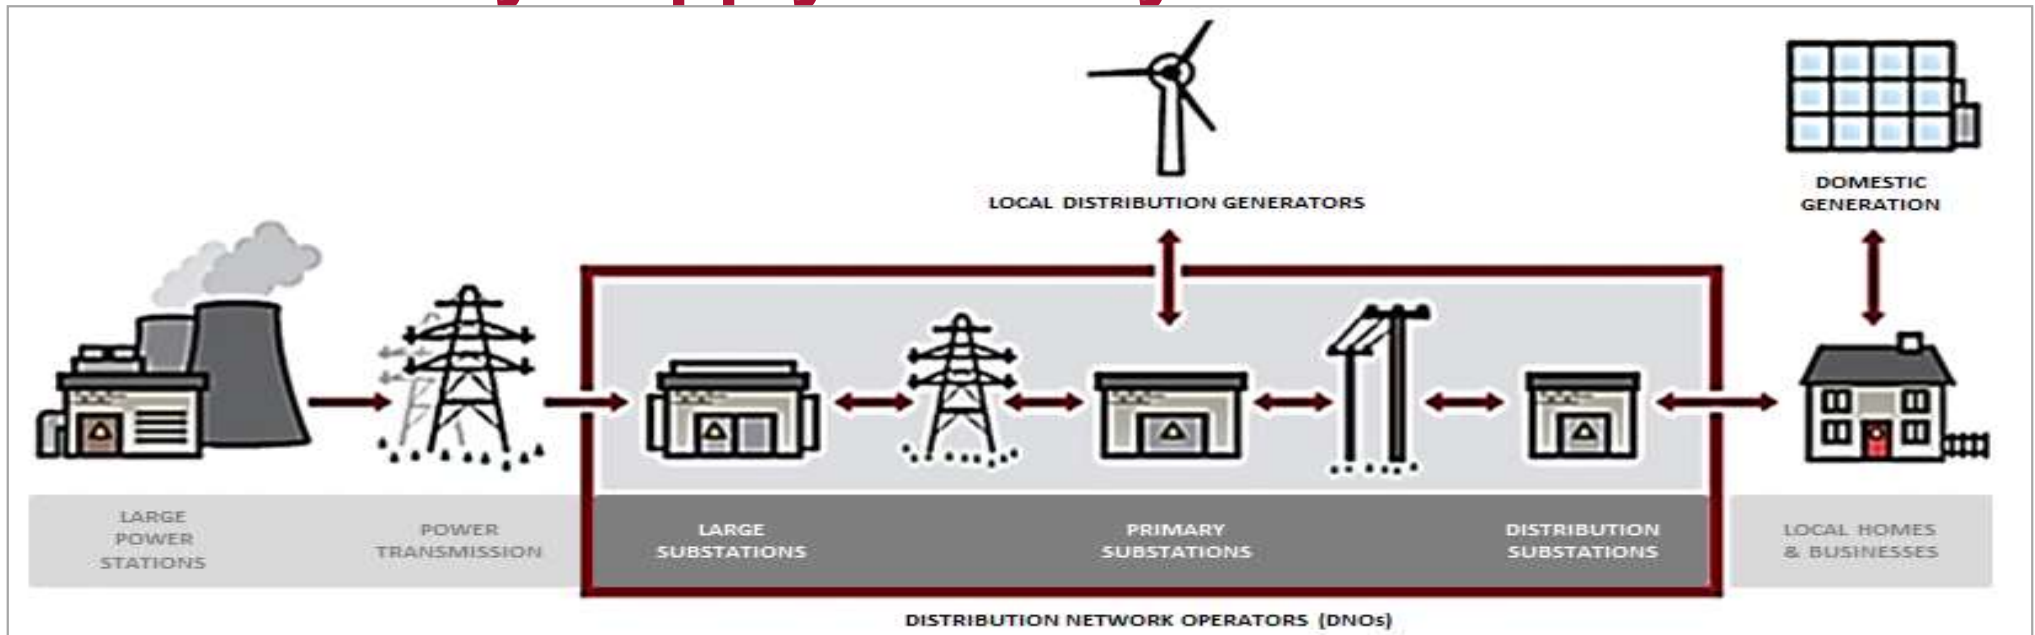 LOCAL DISTRIBUTION GENERATORS
DOMESTIC
GENERATION
LARGE
POWER
STATIONS
POWER
TRANSMISSION
LARGE
SUBSTATIONS
PRIMARY
SUBSTATIONS
DISTRIBUTION
SUBSTATIONS
LOCAL HOMES
& BUSINESSES
DISTRIBUTION NETWORK OPERATORS (DNOs)